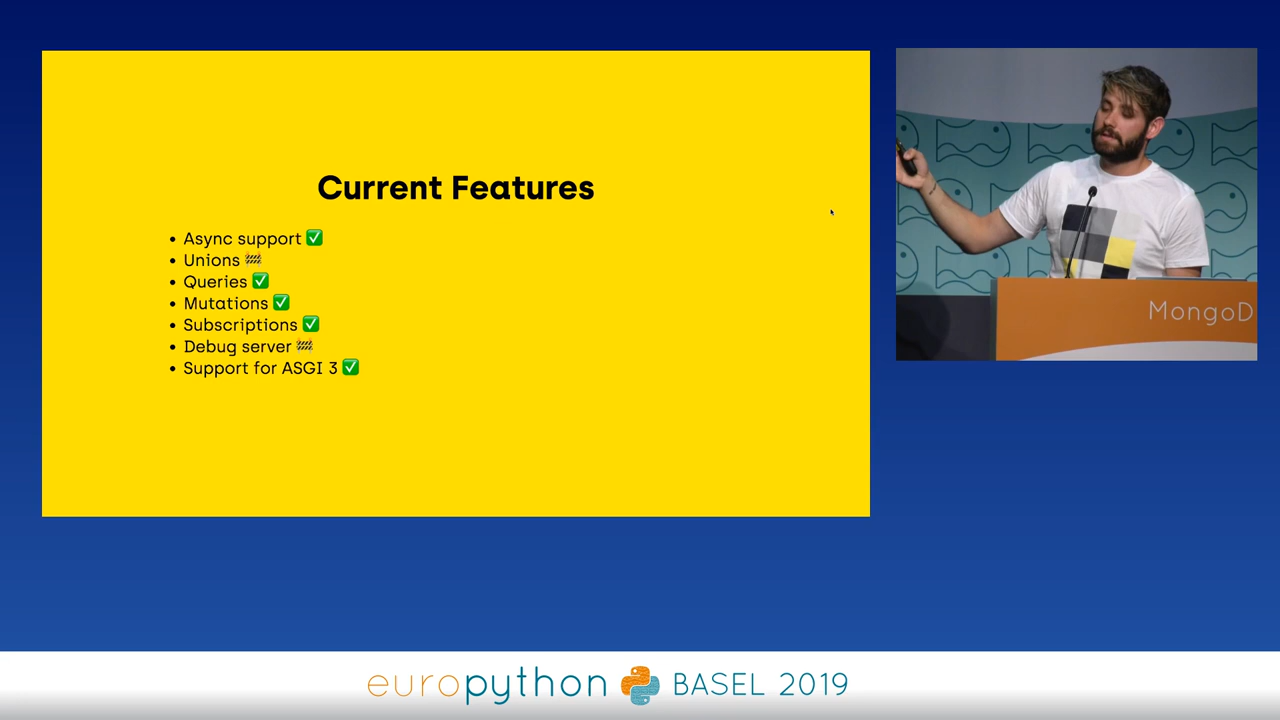 Current Features
• Async support ✅
• Unions 🚧
• Queries ✅
• Mutations ✅
• Subscriptions ✅
• Debug server 🚧
• Support for ASGI 3 ✅
MongoD
europython BASEL 2019